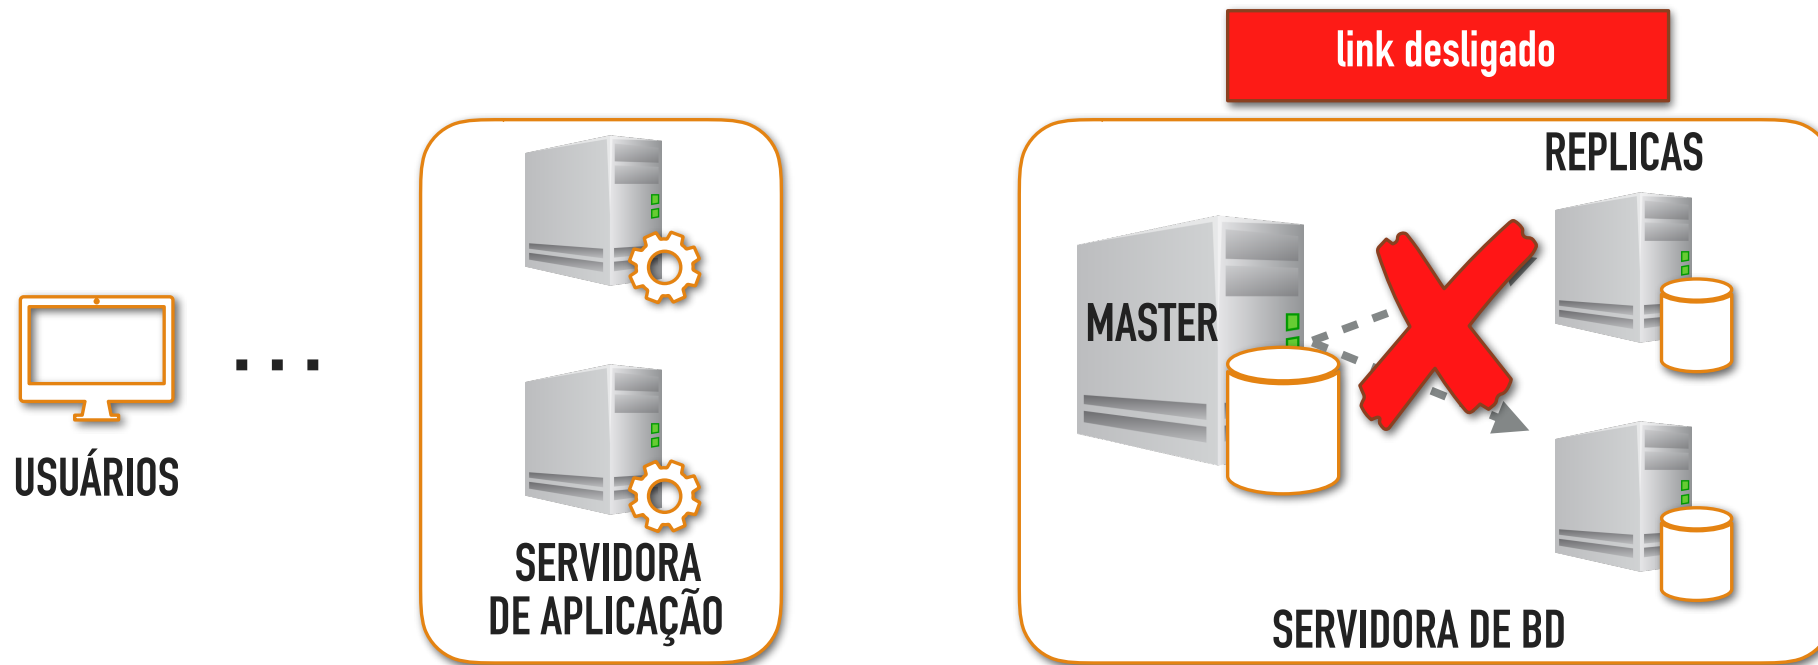 link desligado
REPLICAS
MASTER
USUÁRIOS
...
SERVIDORA
DE APLICAÇÃO
SERVIDORA DE BD